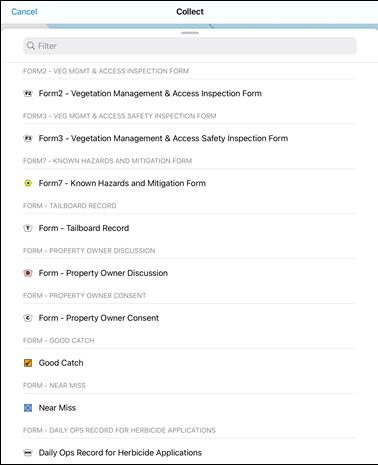 Cancel
Collect
Filter
FORM2 - VEG MGMT & ACCESS INSPECTION FORM
F2 Form2 - Vegetation Management & Access Inspection Form
FORM3 - VEG MGMT & ACCESS SAFETY INSPECTION FORM
F3 Form3 - Vegetation Management & Access Safety Inspection Form
FORM7 - KNOWN HAZARDS AND MITIGATION FORM
Form7 - Known Hazards and Mitigation Form
FORM - TAILBOARD RECORD
T Form - Tailboard Record
FORM - PROPERTY OWNER DISCUSSION
Form - Property Owner Discussion
FORM - PROPERTY OWNER CONSENT
C Form - Property Owner Consent
FORM - GOOD CATCH
Good Catch
FORM - NEAR MISS
Near Miss
FORM - DAILY OPS RECORD FOR HERBICIDE APPLICATIONS
Daily Ops Record for Herbicide Applications